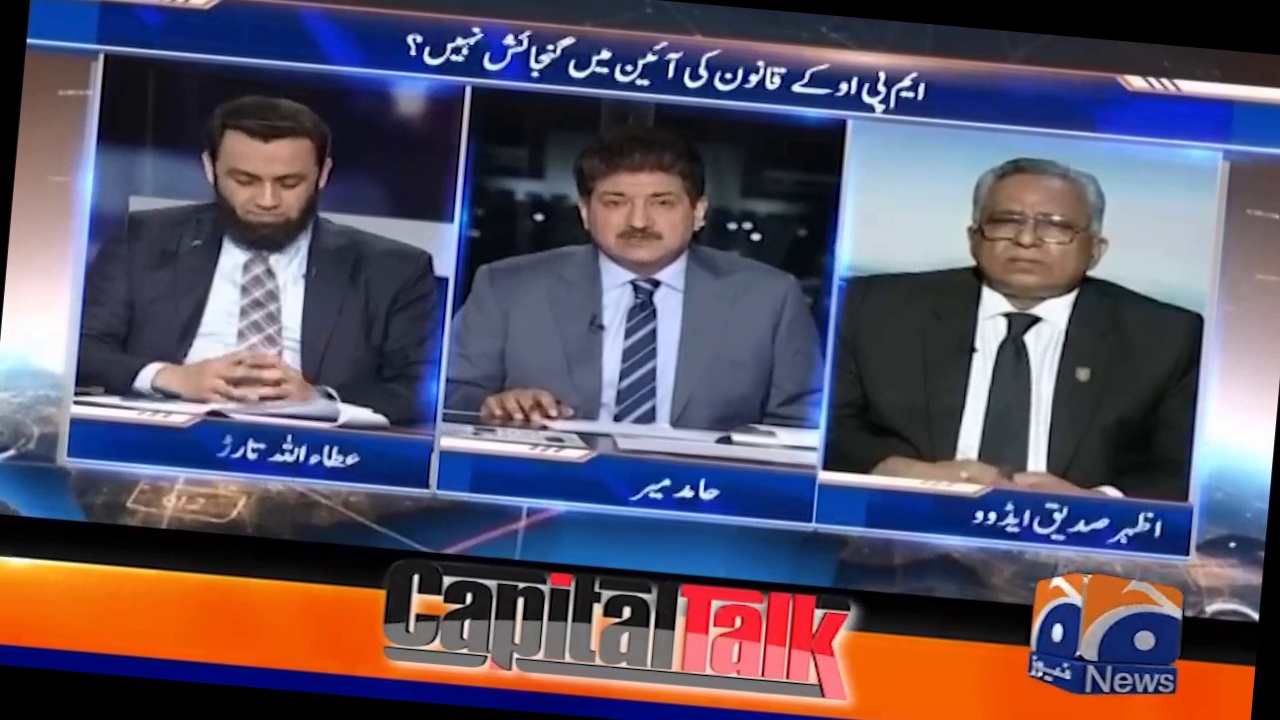 ایم پی او کے قانون کی آئین میں گنجائش نہیں؟
عطاء اللہ تارڑ
حامد میر
اظہر صدیق ایڈوو
Capital Talk
نیوز
News